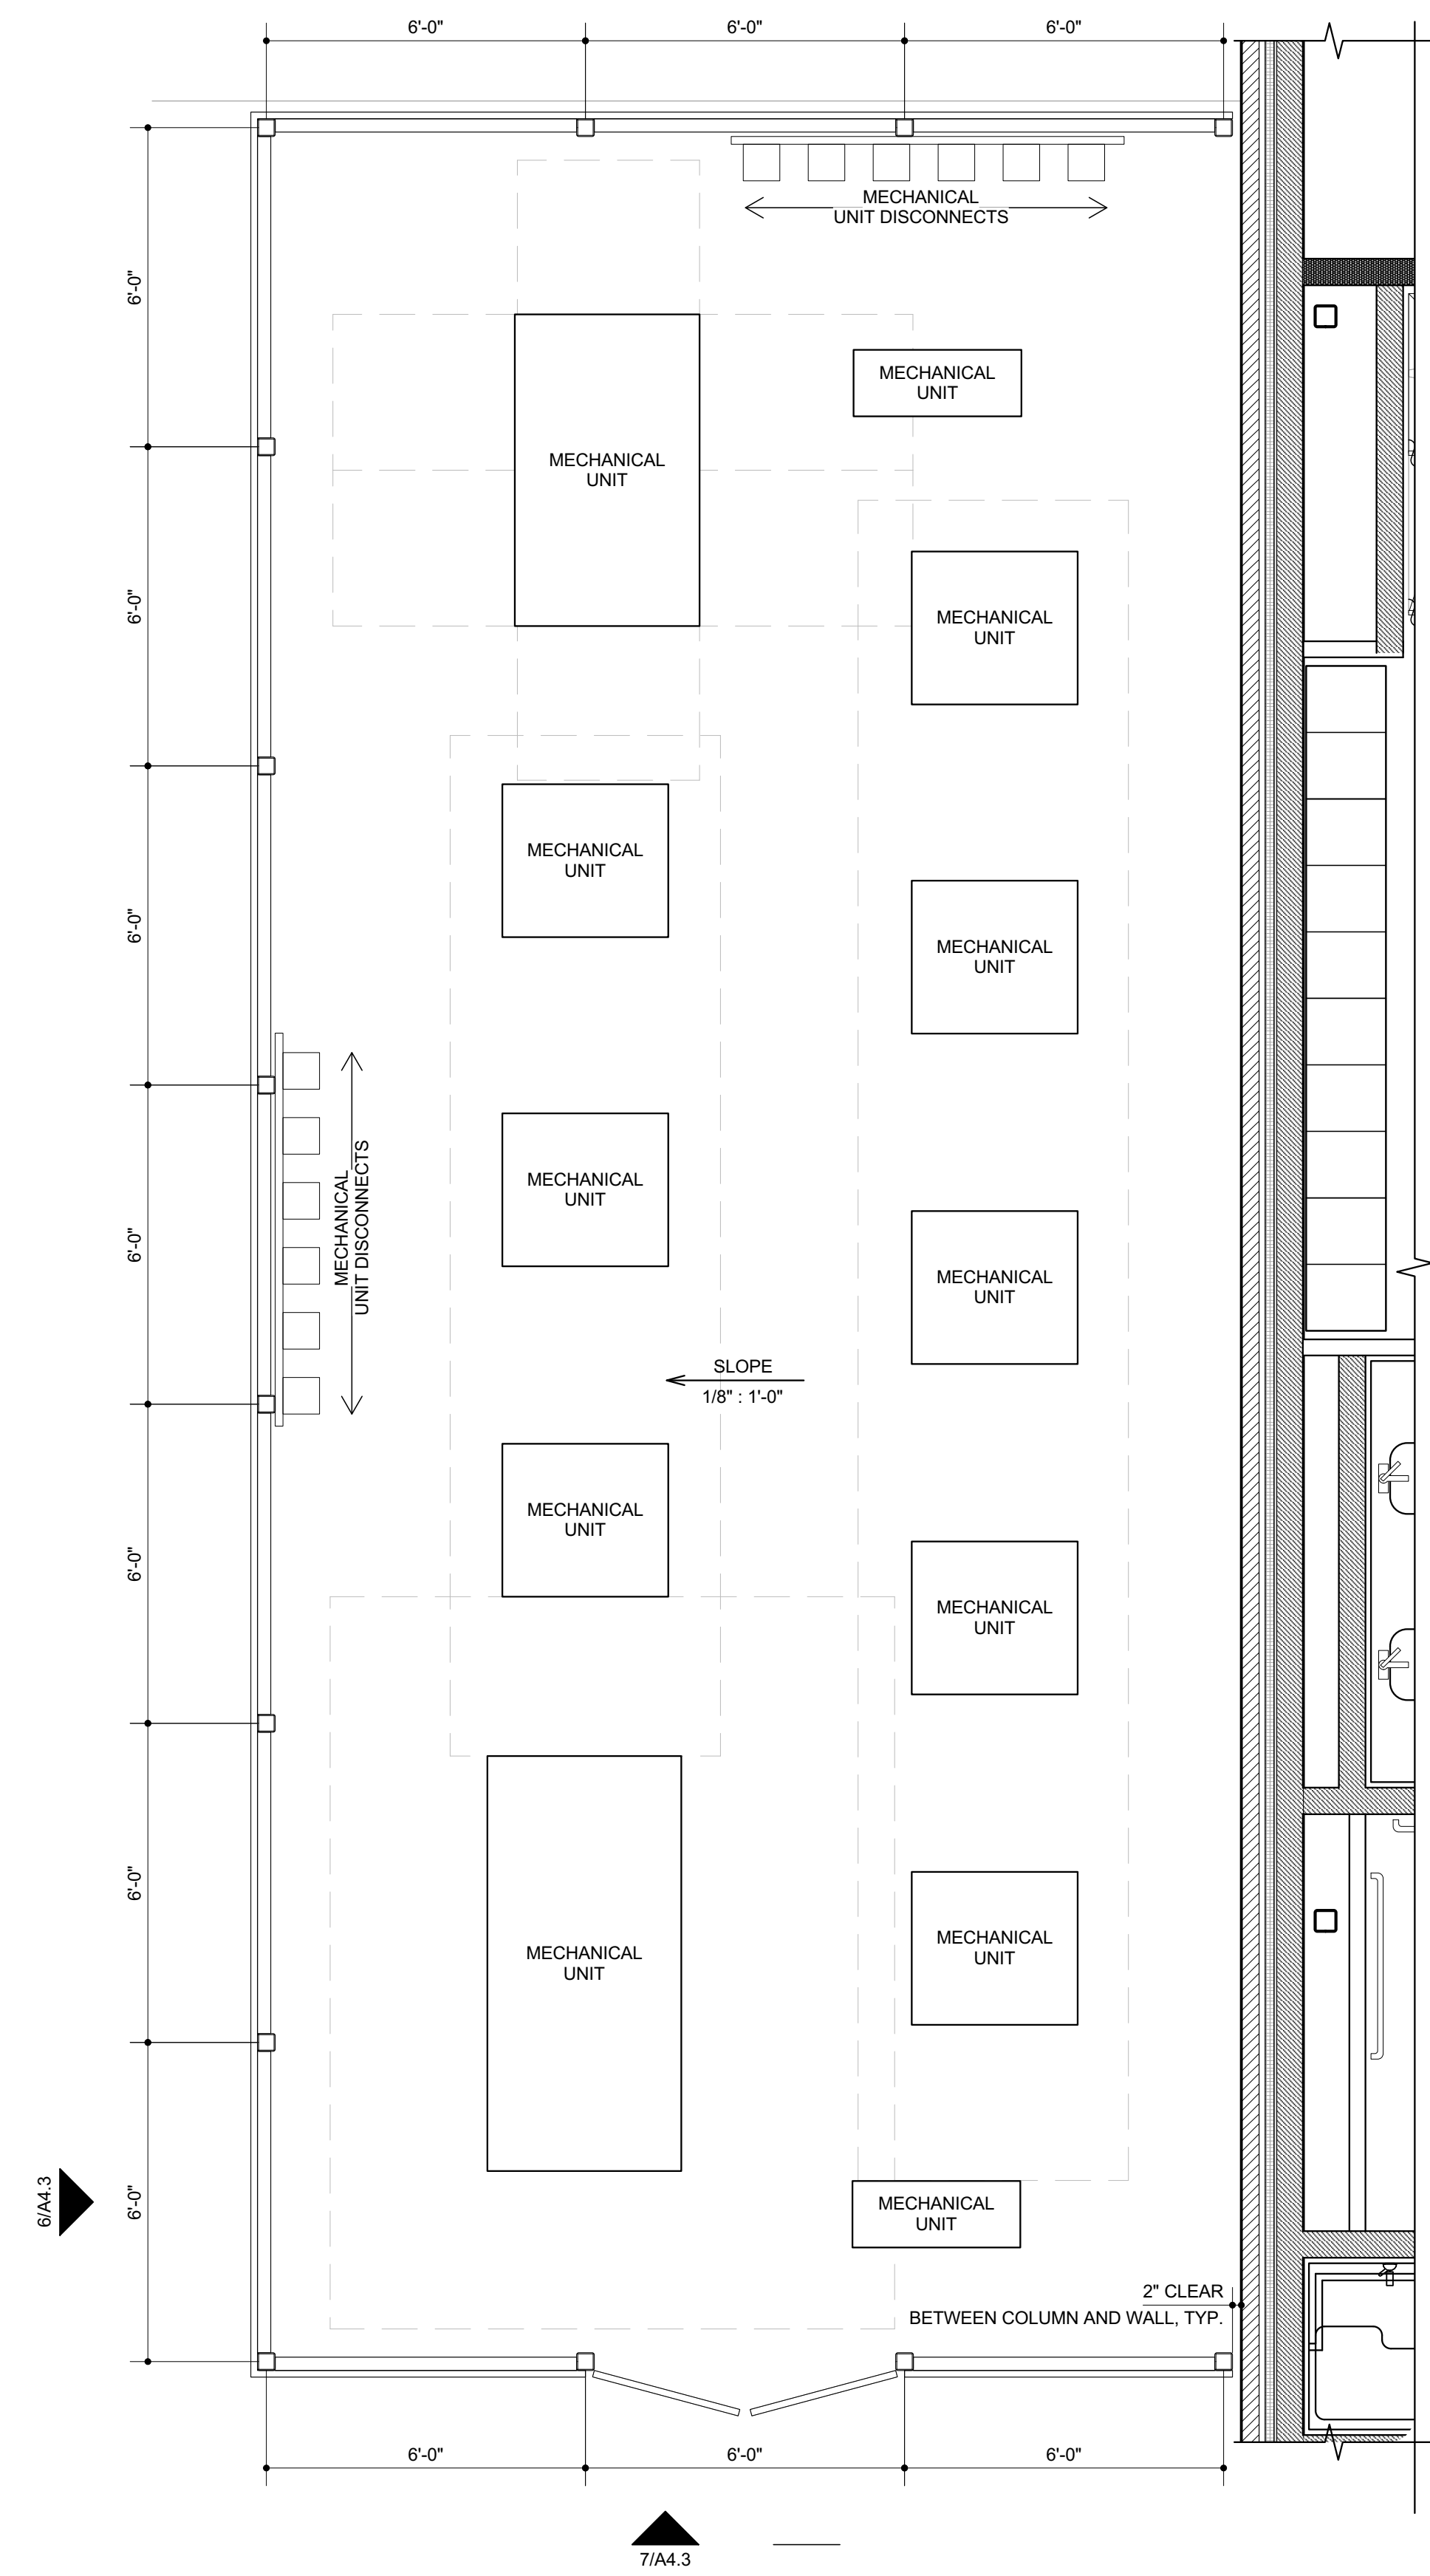 6'-0"
6'-0"
6'-0"
MECHANICAL
UNIT DISCONNECTS
6'-0"
MECHANICAL
UNIT
MECHANICAL
UNIT
6'-0"
MECHANICAL
UNIT
MECHANICAL
UNIT
6'-0"
MECHANICAL
UNIT
MECHANICAL
UNIT
6'-0"
MECHANICAL
UNIT DISCONNECTS
MECHANICAL
UNIT
SLOPE
1/8" : 1'-0"
MECHANICAL
UNIT
6'-0"
MECHANICAL
UNIT
MECHANICAL
UNIT
6'-0"
MECHANICAL
UNIT
MECHANICAL
UNIT
6/A4.3
6'-0"
MECHANICAL
UNIT
2" CLEAR
BETWEEN COLUMN AND WALL, TYP.
6'-0"
6'-0"
6'-0"
7/A4.3